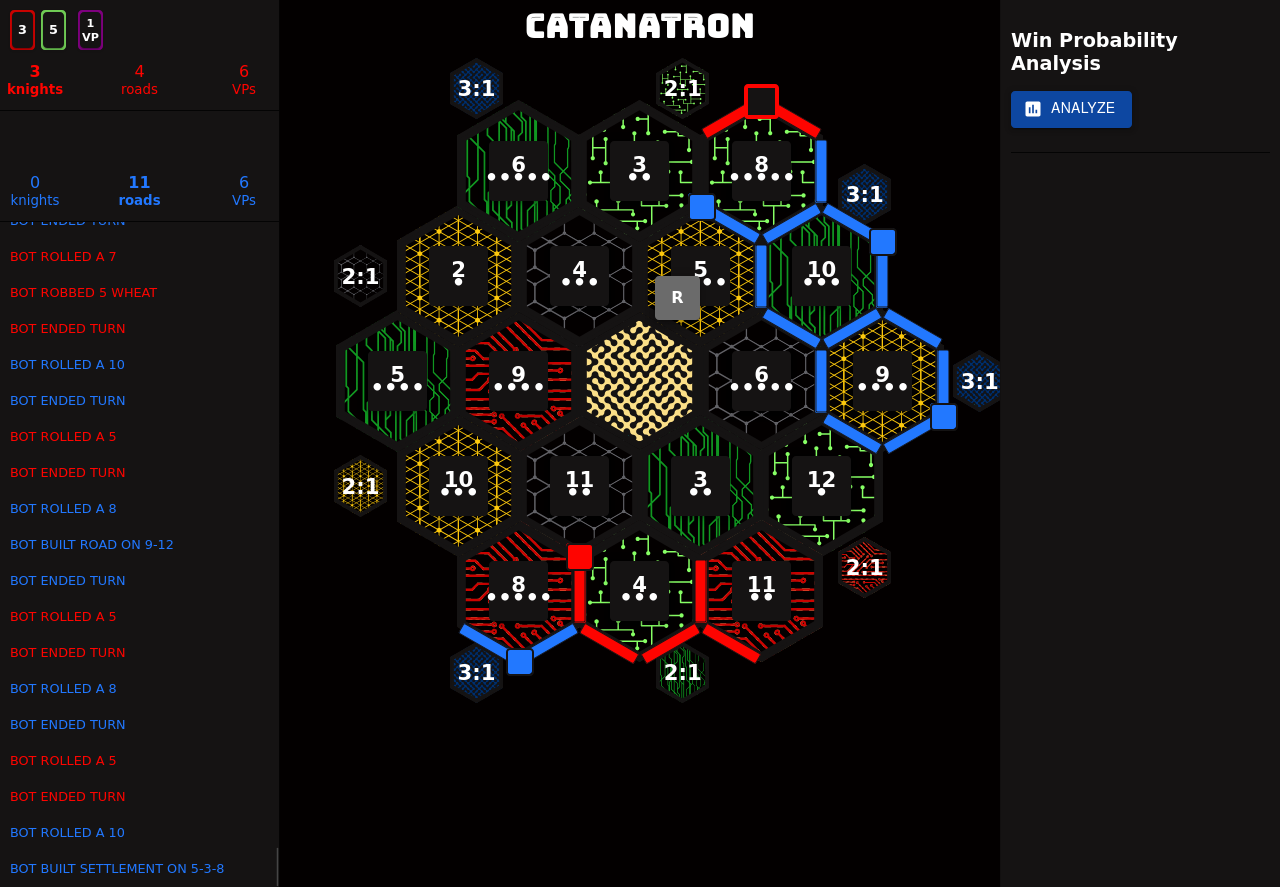 CATANATRON
3 5 1
VP
3 4 6
knights roads VPs
0 11 6
knights roads VPs
BOT ENDED TURN
BOT ROLLED A 7
BOT ROBBED 5 WHEAT
BOT ENDED TURN
BOT ROLLED A 10
BOT ENDED TURN
BOT ROLLED A 5
BOT ENDED TURN
BOT ROLLED A 8
BOT BUILT ROAD ON 9-12
BOT ENDED TURN
BOT ROLLED A 5
BOT ENDED TURN
BOT ROLLED A 8
BOT ENDED TURN
BOT ROLLED A 5
BOT ENDED TURN
BOT ROLLED A 10
BOT BUILT SETTLEMENT ON 5-3-8
3:1 2:1
6 3 8
3:1
2:1 2 4 5 10
R
5 9 6 9 3:1
2:1 10 11 3 12
8 4 11 2:1
3:1 2:1
Win Probability
Analysis
ANALYZE